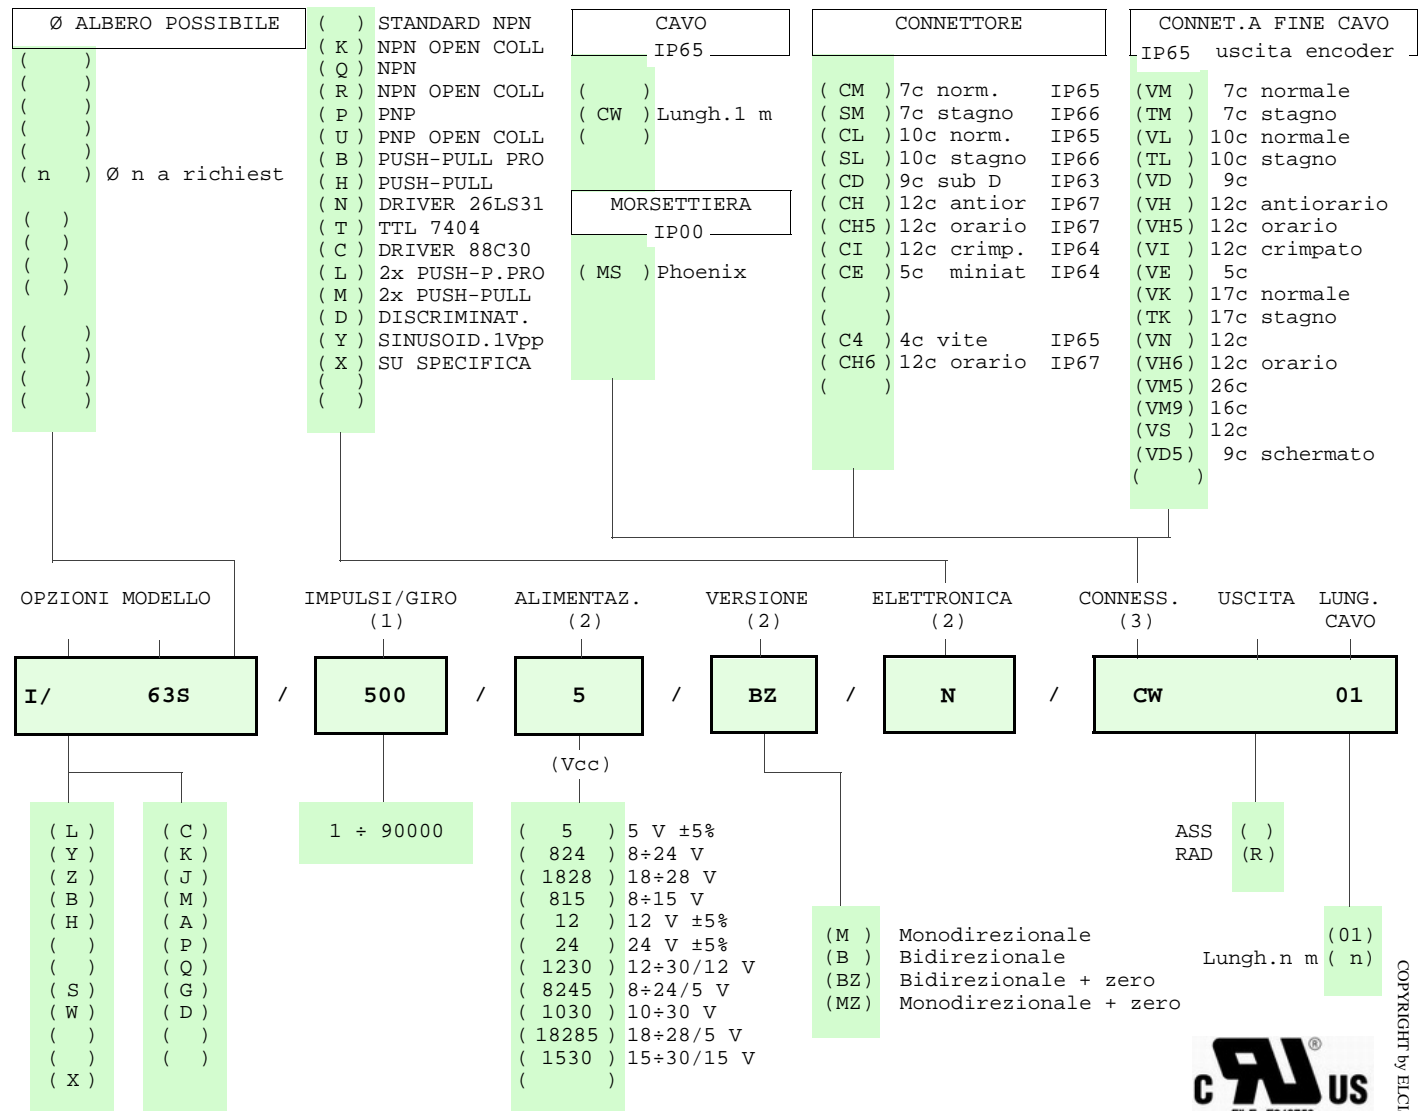 Ø ALBERO POSSIBILE
(    )
(    )
(    )
(    )
(    )
( n  ) Ø n a richiest
(  )
(  )
(  )
(  )
(    )
(    )
(    )
(    )
(   ) STANDARD NPN
( K ) NPN OPEN COLL
( Q ) NPN
( R ) NPN OPEN COLL
( P ) PNP
( U ) PNP OPEN COLL
( B ) PUSH-PULL PRO
( H ) PUSH-PULL
( N ) DRIVER 26LS31
( T ) TTL 7404
( C ) DRIVER 88C30
( L ) 2x PUSH-P.PRO
( M ) 2x PUSH-PULL
( D ) DISCRIMINAT.
( Y ) SINUSOID.1Vpp
( X ) SU SPECIFICA
(   )
(   )
CAVO
IP65
(    )
( CW ) Lungh.1 m
(    )
MORSETTIERA
IP00
( MS ) Phoenix
CONNETTORE
( CM ) 7c norm. IP65
( SM ) 7c stagno IP66
( CL ) 10c norm. IP65
( SL ) 10c stagno IP66
( CD ) 9c sub D IP63
( CH ) 12c antior IP67
( CH5 ) 12c orario IP67
( CI ) 12c crimp. IP64
( CE ) 5c miniat IP64
(    )
(    )
( C4 ) 4c vite IP65
( CH6 ) 12c orario IP67
(    )
CONNET.A FINE CAVO
IP65 uscita encoder
(VM ) 7c normale
(TM ) 7c stagno
(VL ) 10c normale
(TL ) 10c stagno
(VD ) 9c
(VH ) 12c antiorario
(VH5) 12c orario
(VI ) 12c crimpato
(VE ) 5c
(VK ) 17c normale
(TK ) 17c stagno
(VN ) 12c
(VH6) 12c orario
(VM5) 26c
(VM9) 16c
(VS ) 12c
(VD5) 9c schermato
(    )
OPZIONI MODELLO
IMPULSI/GIRO
(1)
ALIMENTAZ.
(2)
VERSIONE
(2)
ELETTRONICA
(2)
CONNESS.
(3)
USCITA
LUNG.
CAVO
I/ 63S / 500 / 5 / BZ / N / CW 01
(Vcc)
( L )
( Y )
( Z )
( B )
( H )
(   )
(   )
( S )
( W )
(   )
(   )
( X )
( C )
( K )
( J )
( M )
( A )
( P )
( Q )
( G )
( D )
(   )
(   )
1 ÷ 90000
( 5 ) 5 V ±5%
( 824 ) 8÷24 V
( 1828 ) 18÷28 V
( 815 ) 8÷15 V
( 12 ) 12 V ±5%
( 24 ) 24 V ±5%
( 1230 ) 12÷30/12 V
( 8245 ) 8÷24/5 V
( 1030 ) 10÷30 V
( 18285 ) 18÷28/5 V
( 1530 ) 15÷30/15 V
(    )
(M ) Monodirezionale
(B ) Bidirezionale
(BZ) Bidirezionale + zero
(MZ) Monodirezionale + zero
ASS ( )
RAD (R)
(01)
Lungh.n m ( n)
COPYRIGHT by ELCI
C RU ® US